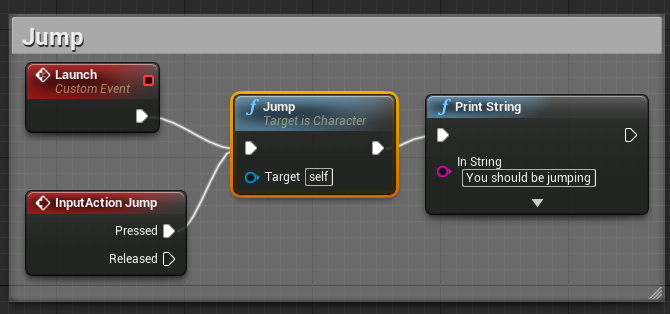 Jump
Launch
Custom Event
InputAction Jump
Pressed
Released
f Jump
Target is Character
Target self
f Print String
In String
You should be jumping